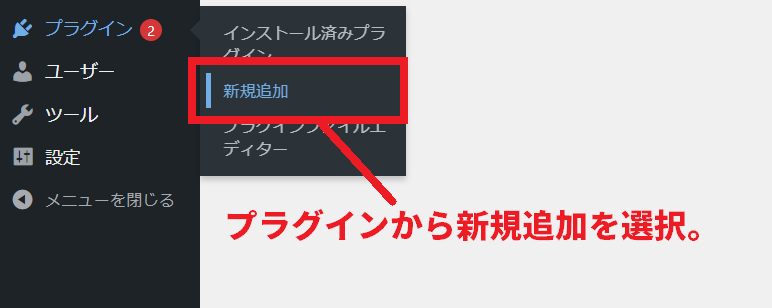 プラグイン 2
ユーザー
ツール
設定
メニューを閉じる
インストール済みプラ
グイン
新規追加
プラグインファイルエ
ディター
プラグインから新規追加を選択。